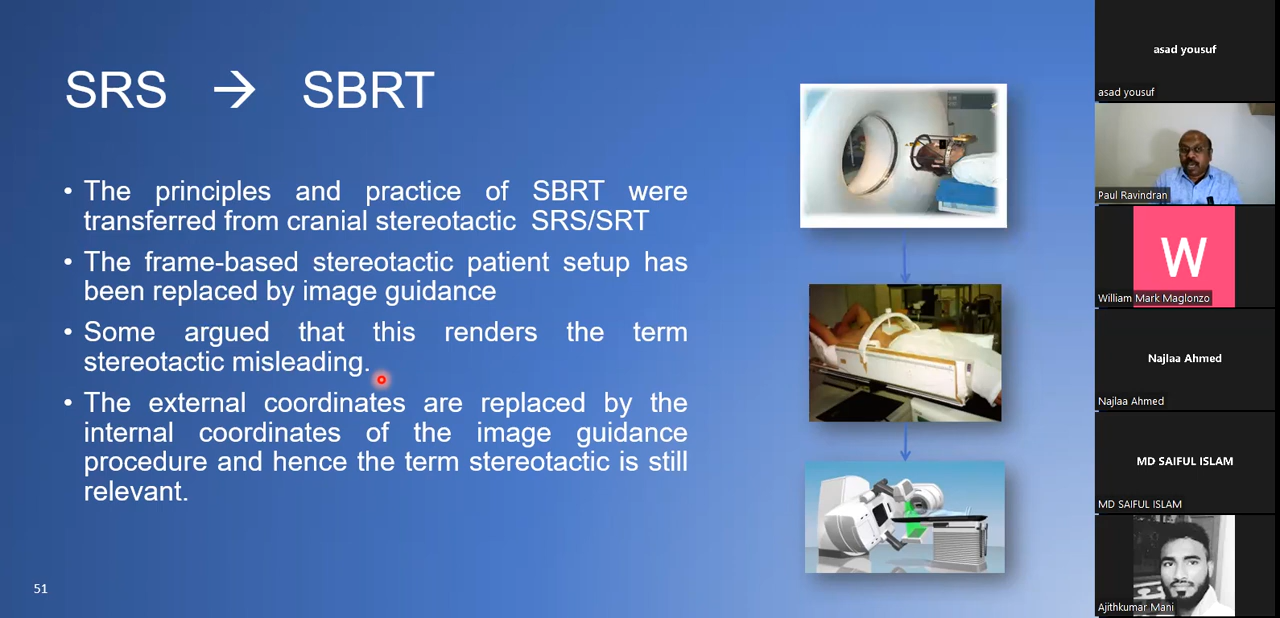 SRS → SBRT
• The principles and practice of SBRT were
transferred from cranial stereotactic SRS/SRT
• The frame-based stereotactic patient setup has
been replaced by image guidance
• Some argued that this renders the term
stereotactic misleading.
• The external coordinates are replaced by the
internal coordinates of the image guidance
procedure and hence the term stereotactic is still
relevant.
51
asad yousuf
asad yousuf
Paul Ravindran
W
William Mark Maglonzo
Najlaa Ahmed
Najlaa Ahmed
MD SAIFUL ISLAM
MD SAIFUL ISLAM
Ajithkumar Mani